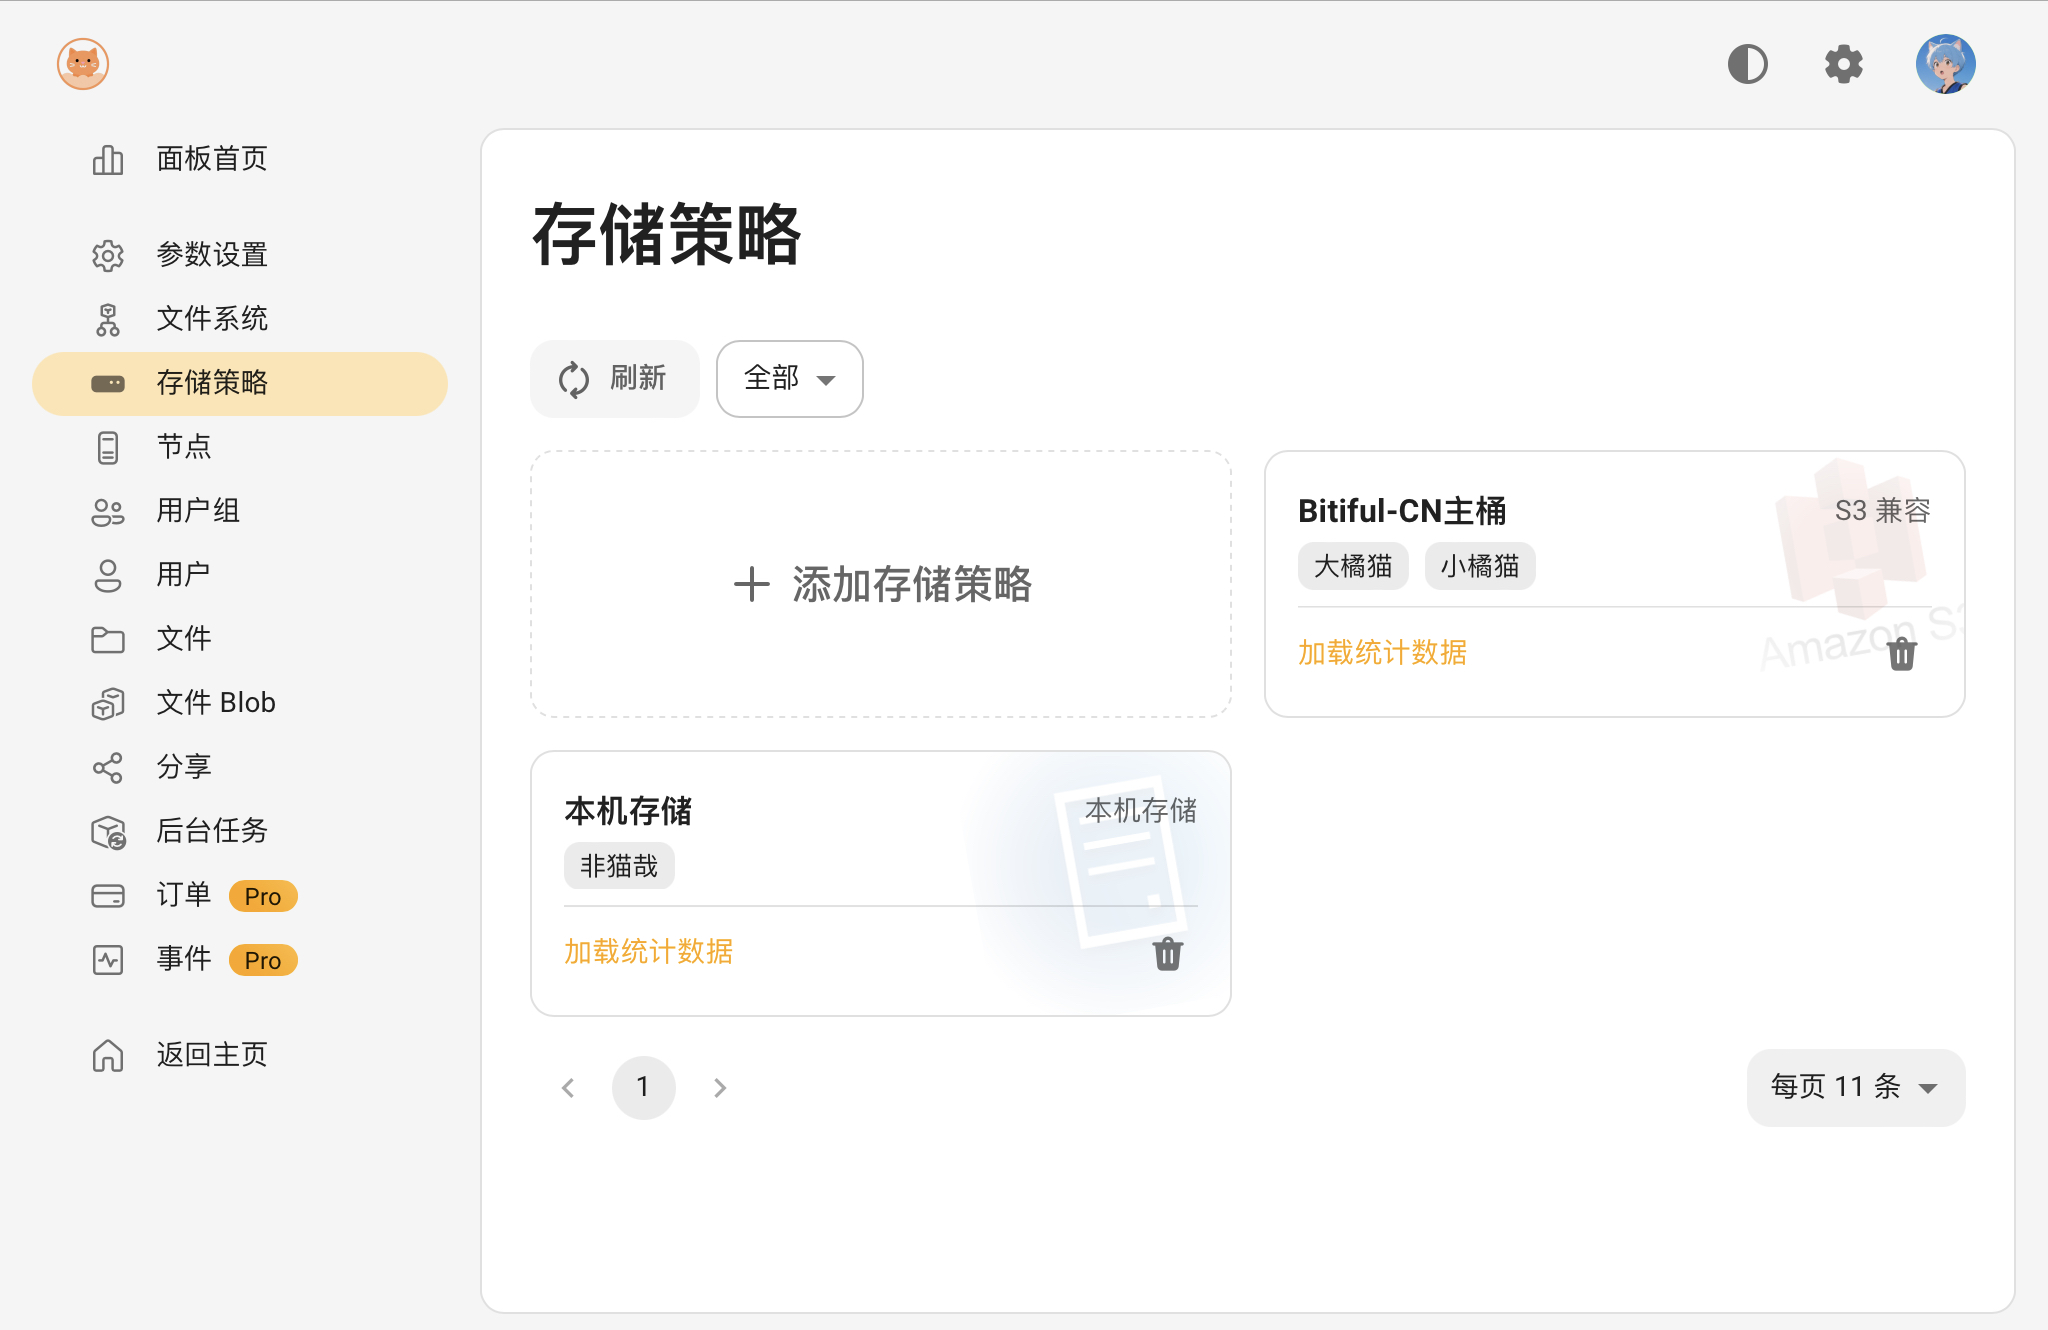 面板首页
参数设置
文件系统
存储策略
节点
用户组
用户
文件
文件 Blob
分享
后台任务
订单 Pro
事件 Pro
返回主页
存储策略
刷新 全部
添加存储策略
Bitiful-CN主桶 S3 兼容
大橘猫 小橘猫
加载统计数据
Amazon S3
本机存储 本机存储
非猫哉
加载统计数据
1
每页 11 条